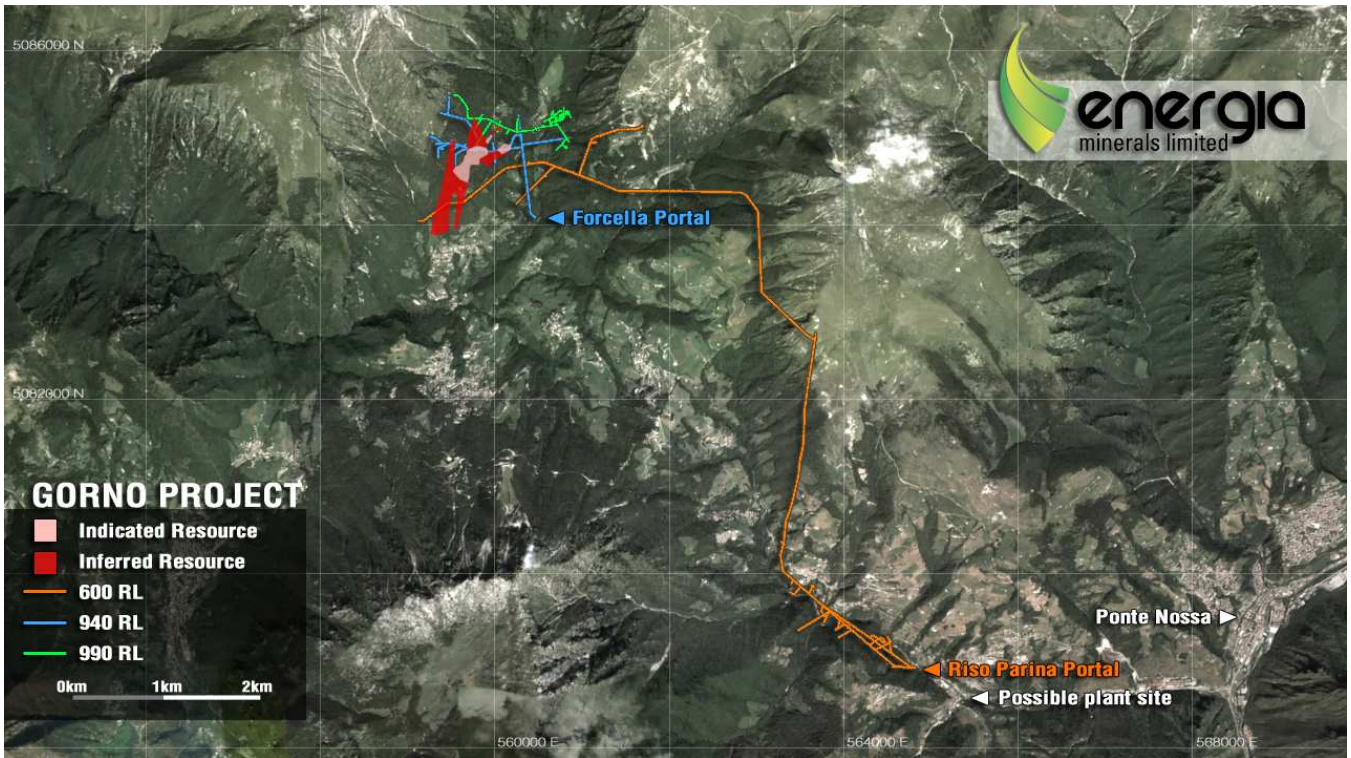 5086000 N
energia
minerals limited
◄ Forcella Portal
5082000 N
GORNO PROJECT
Indicated Resource
Inferred Resource
600 RL
940 RL
990 RL
0km 1km 2km
Ponte Nossa ►
◄ Riso Parina Portal
◄ Possible plant site
560000 E
564000 E
568000 E